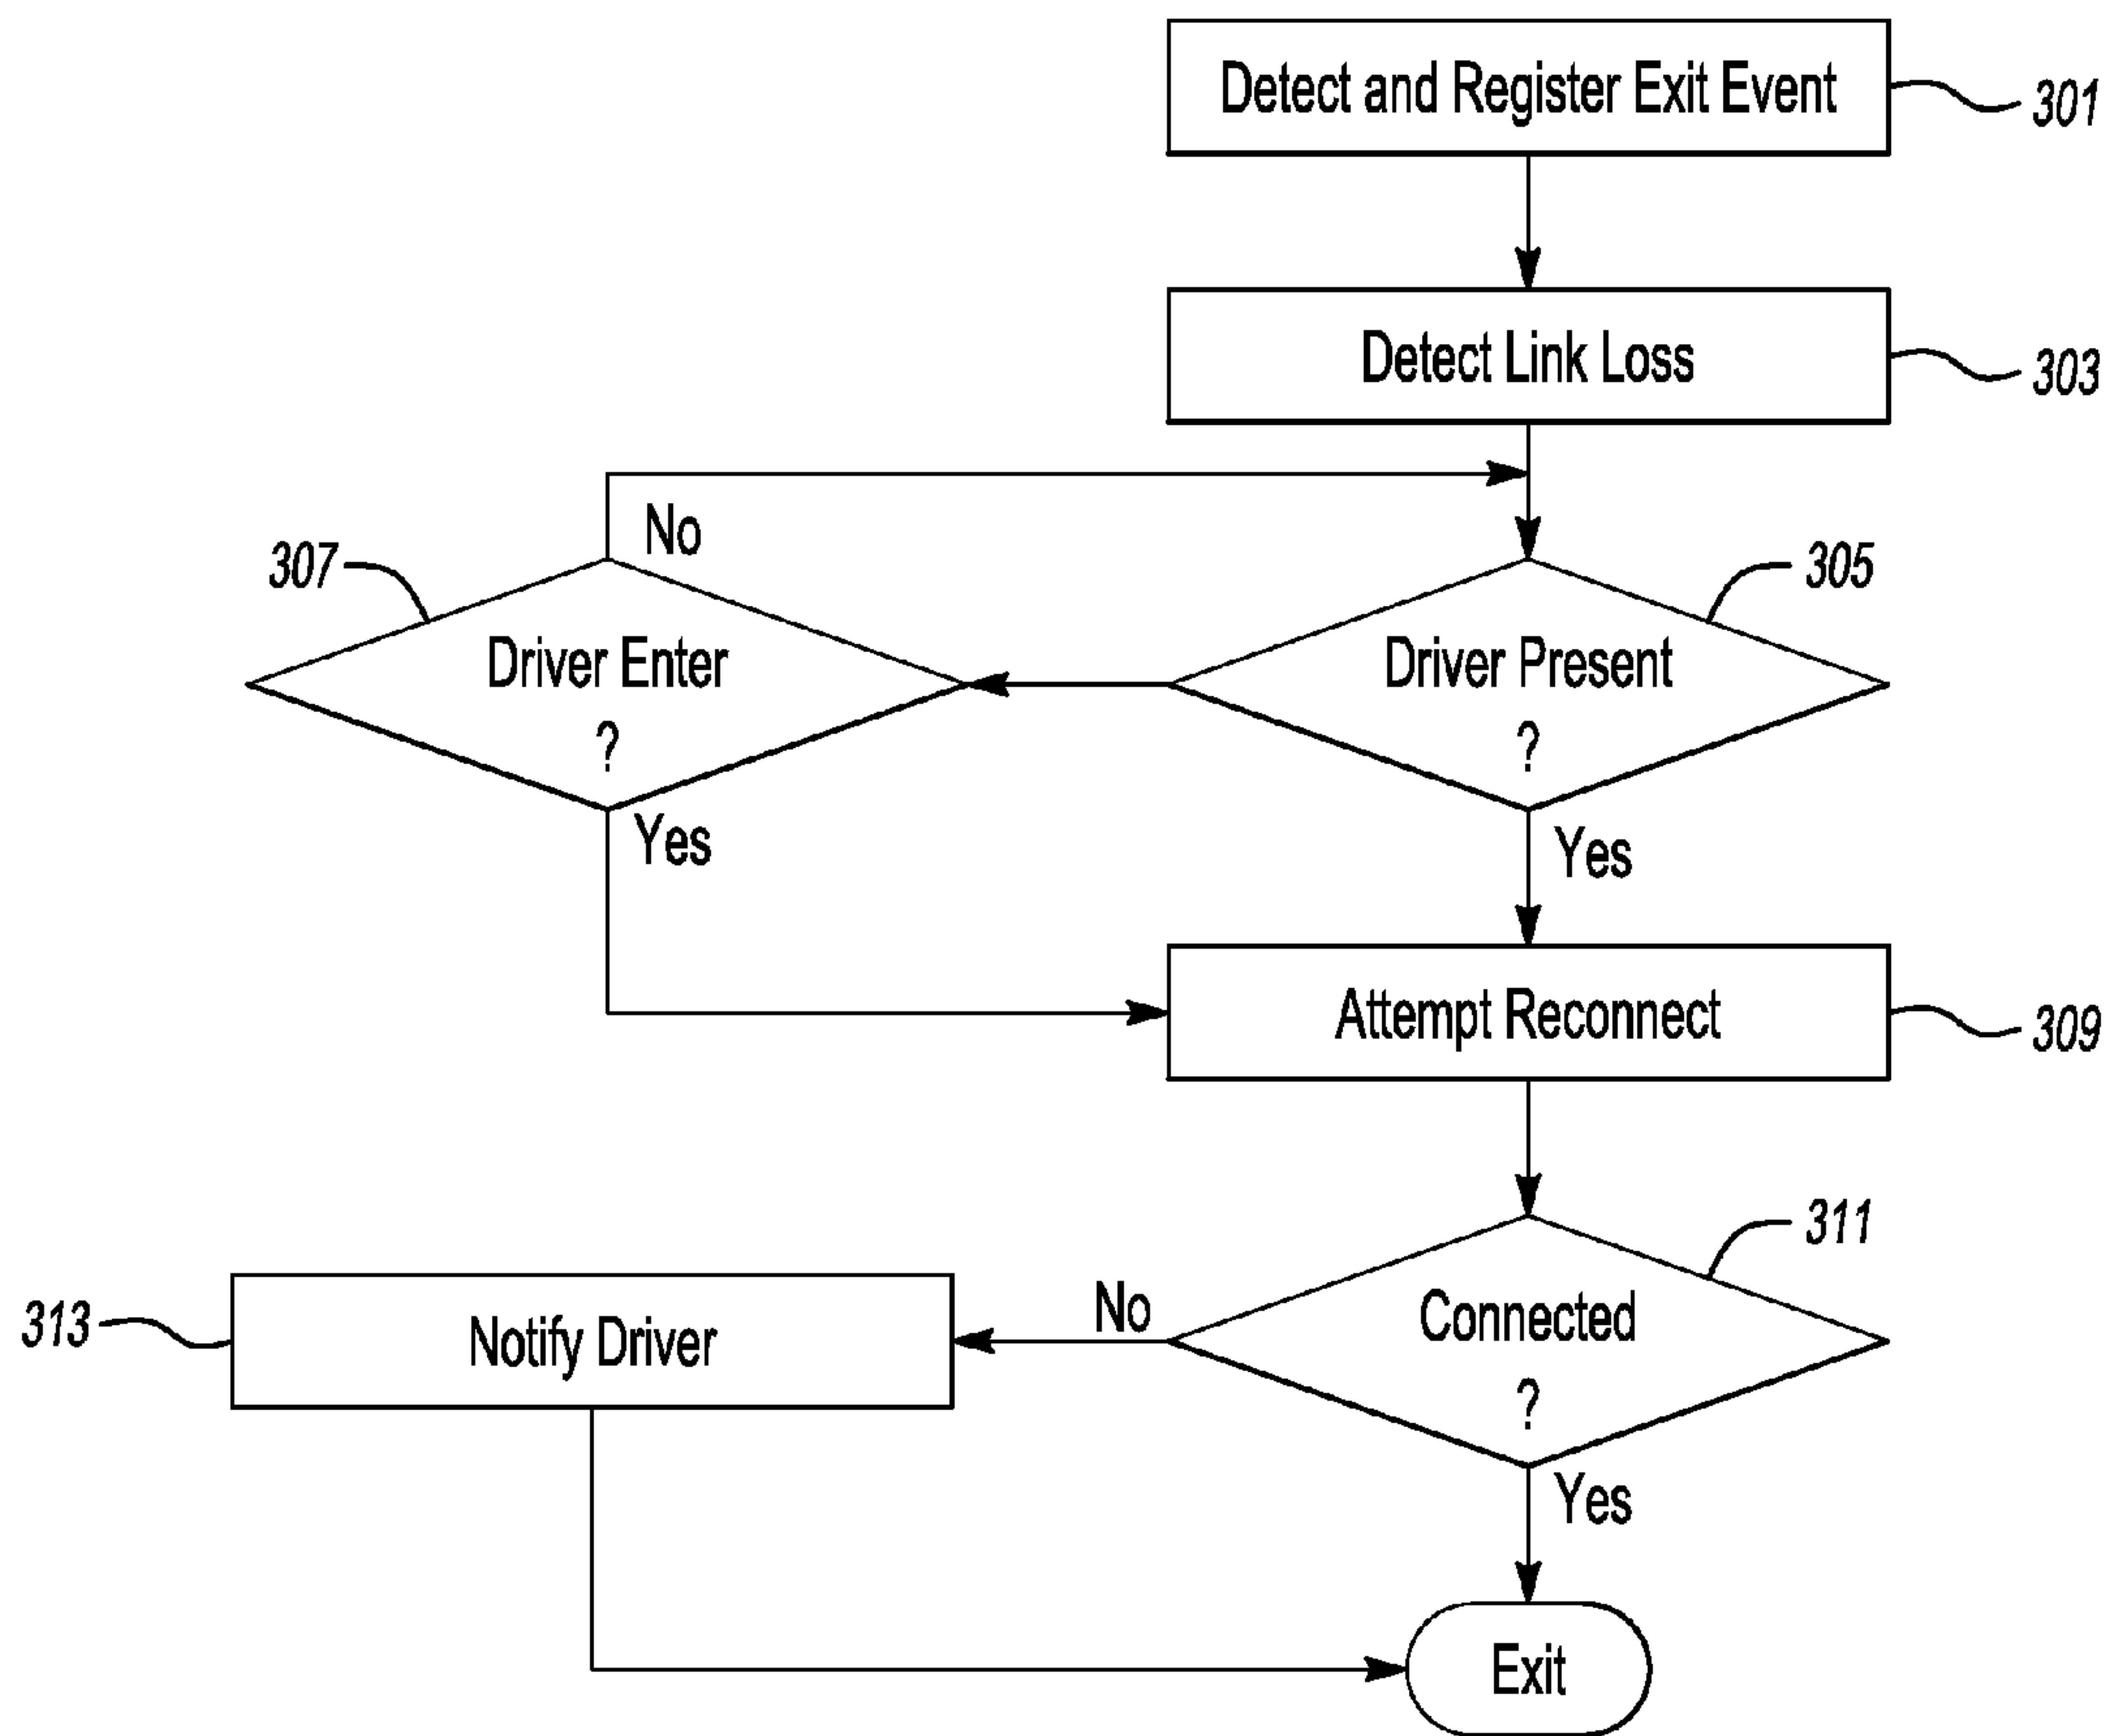 Detect and Register Exit Event
301
Detect Link Loss
303
No
307
305
Driver Enter
?
Driver Present
?
Yes
Yes
Attempt Reconnect
309
311
313
Notify Driver
No
Connected
?
Yes
Exit